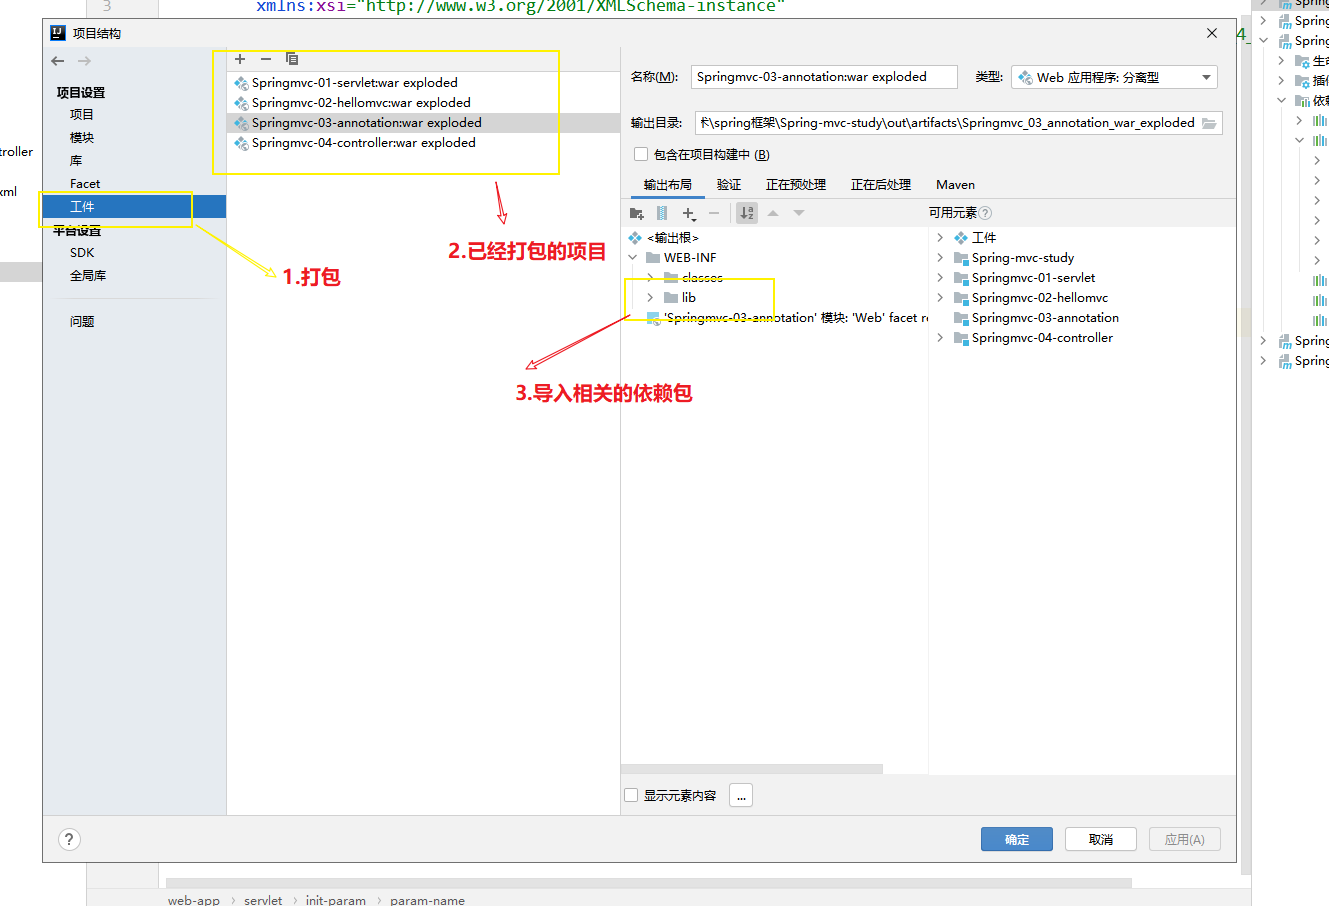 3
xmlns:xsi="http://www.w3.org/2001/XMLSchema-instance"
项目结构
项目设置
项目
模块
库
Facet
工件
平台设置
SDK
全局库
问题
Springmvc-01-servlet:war exploded
Springmvc-02-hellomvc:war exploded
Springmvc-03-annotation:war exploded
Springmvc-04-controller:war exploded
1.打包
2.已经打包的项目
3.导入相关的依赖包
名称(M):
Springmvc-03-annotation:war exploded
类型:
Web 应用程序: 分离型
输出目录:
F:\spring框架\Spring-mvc-study\out\artifacts\Springmvc_03_annotation_war_exploded
包含在项目构建中 (B)
输出布局 验证 正在预处理 正在后处理 Maven
可用元素
<输出根>
WEB-INF
classes
lib
'Springmvc-03-annotation' 模块: 'Web' facet re
工件
Spring-mvc-study
Springmvc-01-servlet
Springmvc-02-hellomvc
Springmvc-03-annotation
Springmvc-04-controller
显示元素内容
...
?
确定
取消
应用(A)
troller
xml
4_
Spring
Spring
Spring
生命
插件
依赖
Spring
Spring
web-app › servlet › init-param › param-name